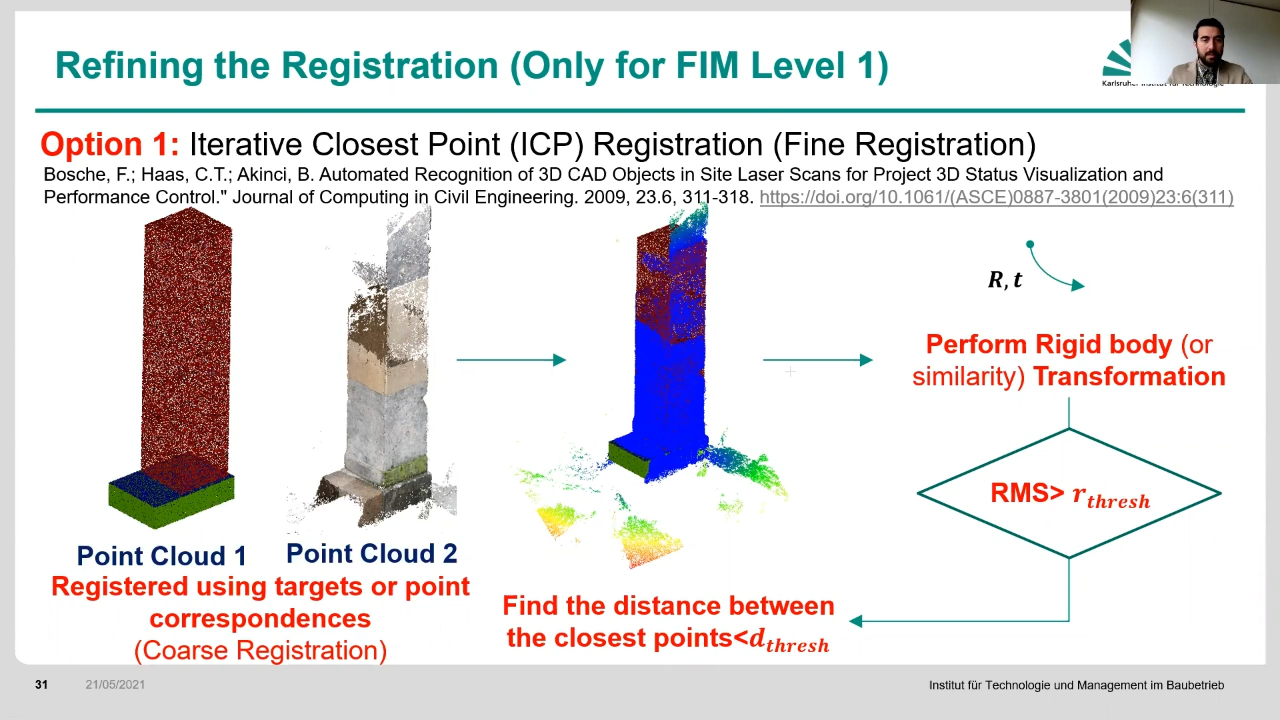 Refining the Registration (Only for FIM Level 1)
Option 1: Iterative Closest Point (ICP) Registration (Fine Registration)
Bosche, F.; Haas, C.T.; Akinci, B. Automated Recognition of 3D CAD Objects in Site Laser Scans for Project 3D Status Visualization and
Performance Control." Journal of Computing in Civil Engineering. 2009, 23.6, 311-318. https://doi.org/10.1061/(ASCE)0887-3801(2009)23:6(311)
R, t
Perform Rigid body (or
similarity) Transformation
RMS> r_thresh
Point Cloud 1
Point Cloud 2
Registered using targets or point
correspondences
(Coarse Registration)
Find the distance between
the closest points<d_thresh
31
21/05/2021
Institut für Technologie und Management im Baubetrieb